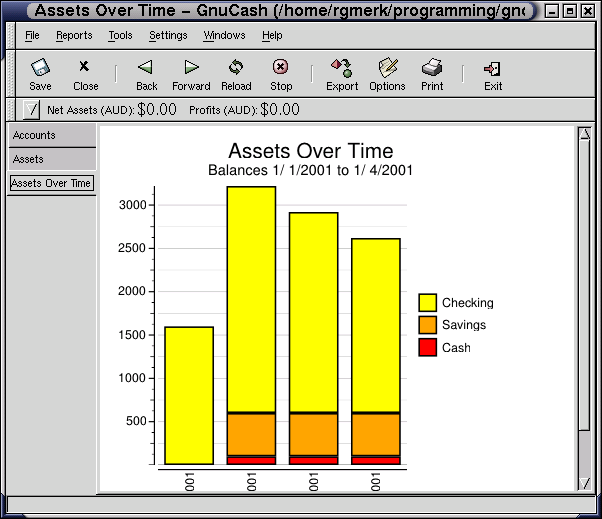 Assets Over Time – GnuCash (/home/rgmerk/programming/gnc
File Reports Tools Settings Windows Help
Save Close Back Forward Reload Stop Export Options Print Exit
Net Assets (AUD): $0.00 Profits (AUD): $0.00
Accounts
Assets
Assets Over Time
Assets Over Time
Balances 1/ 1/2001 to 1/ 4/2001
3000
2500
2000
1500
1000
500
Checking
Savings
Cash
001 001 001 001